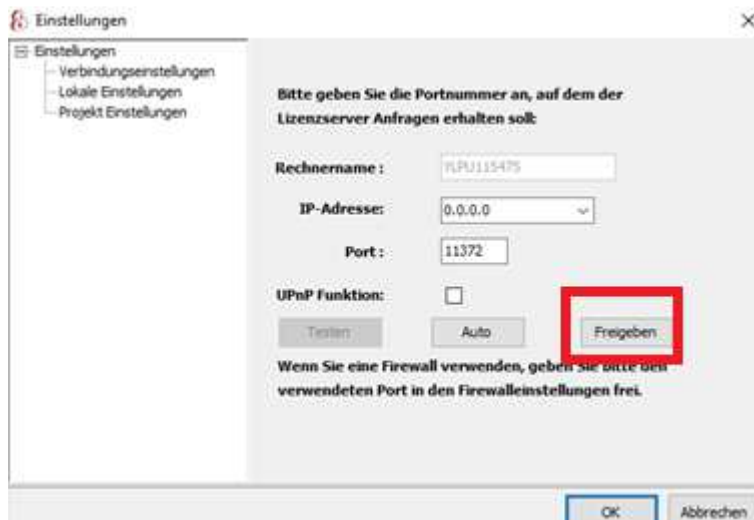 Einstellungen
Einstellungen
Verbindungseinstellungen
Lokale Einstellungen
Projekt Einstellungen
Bitte geben Sie die Portnummer an, auf dem der
Lizenzserver Anfragen erhalten soll:
Rechnername :
IP-Adresse:
0.0.0.0
Port :
11372
UPnP Funktion:
Testen
Auto
Freigeben
Wenn Sie eine Firewall verwenden, geben Sie bitte den
verwendeten Port in den Firewalleinstellungen frei.
OK
Abbrechen